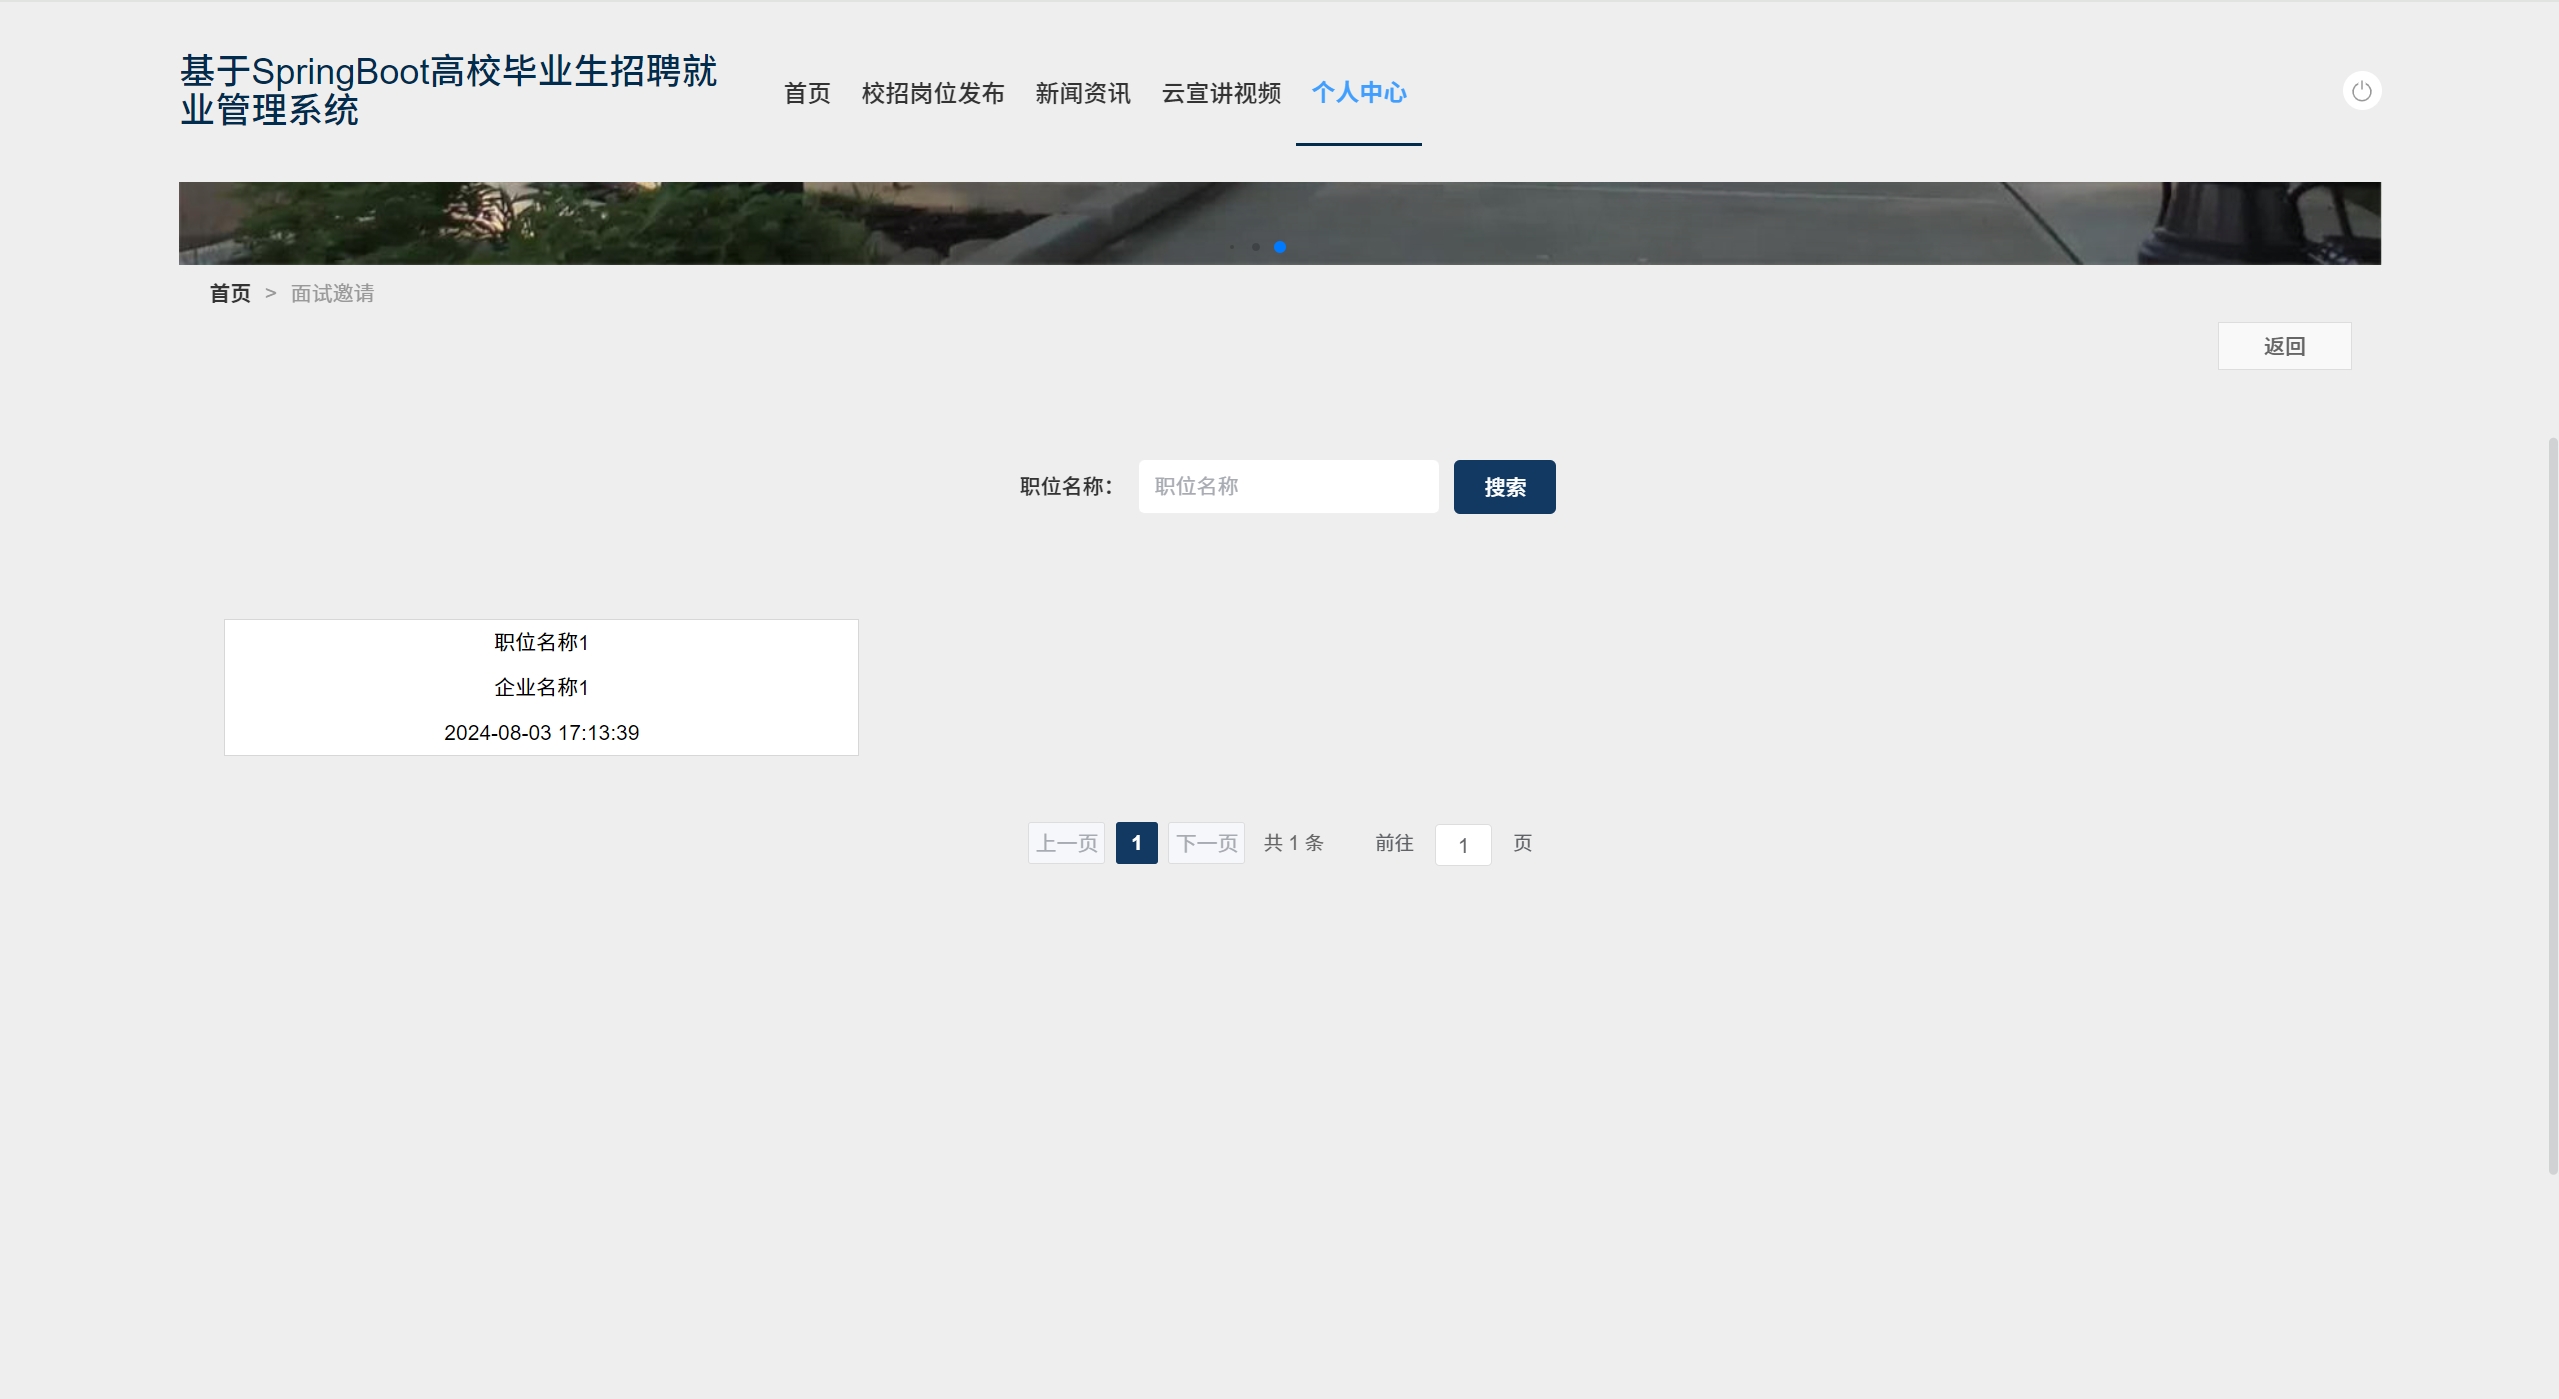 基于SpringBoot高校毕业生招聘就
业管理系统
首页 校招岗位发布 新闻资讯 云宣讲视频 个人中心
首页 > 面试邀请
返回
职位名称： 职位名称 搜索
职位名称1
企业名称1
2024-08-03 17:13:39
上一页 1 下一页 共 1 条 前往 1 页